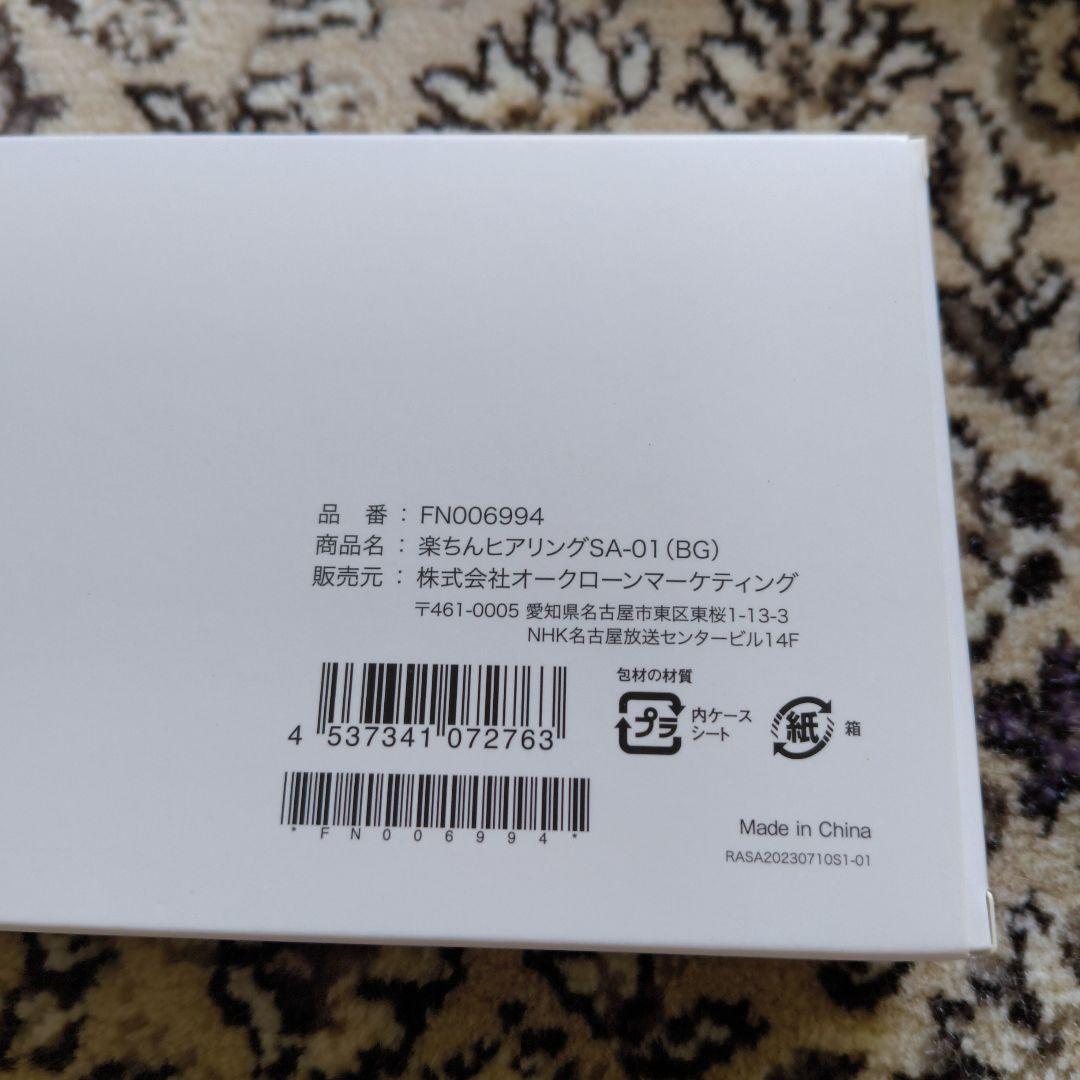 品 番 : FN006994
商品名 : 楽ちんヒアリングSA-01(BG)
販売元 : 株式会社オークローンマーケティング
〒461-0005 愛知県名古屋市東区東桜1-13-3
NHK名古屋放送センタービル14F
4 537341 072763
*FN006994*
包材の材質
プラ 内ケース
シート
紙 箱
Made in China
RASA20230710S1-01